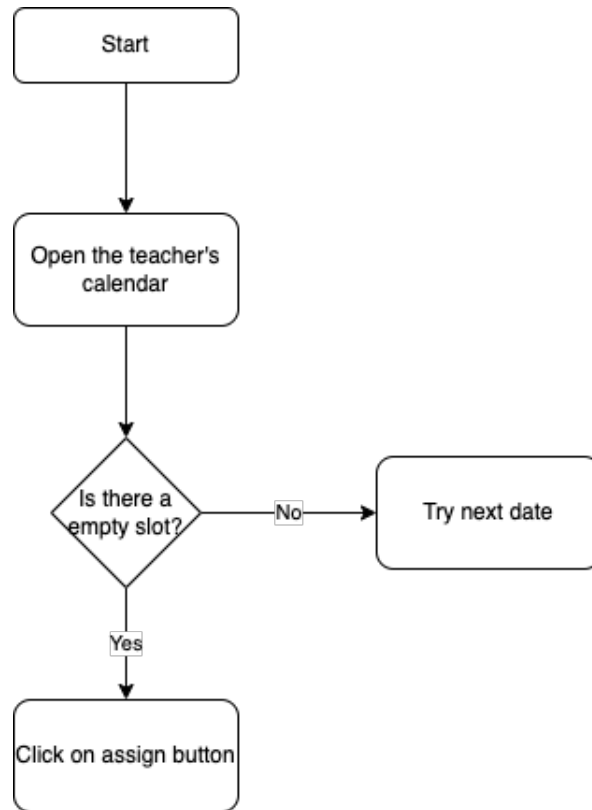 Start
Open the teacher's
calendar
Is there a
empty slot?
No
Try next date
Yes
Click on assign button